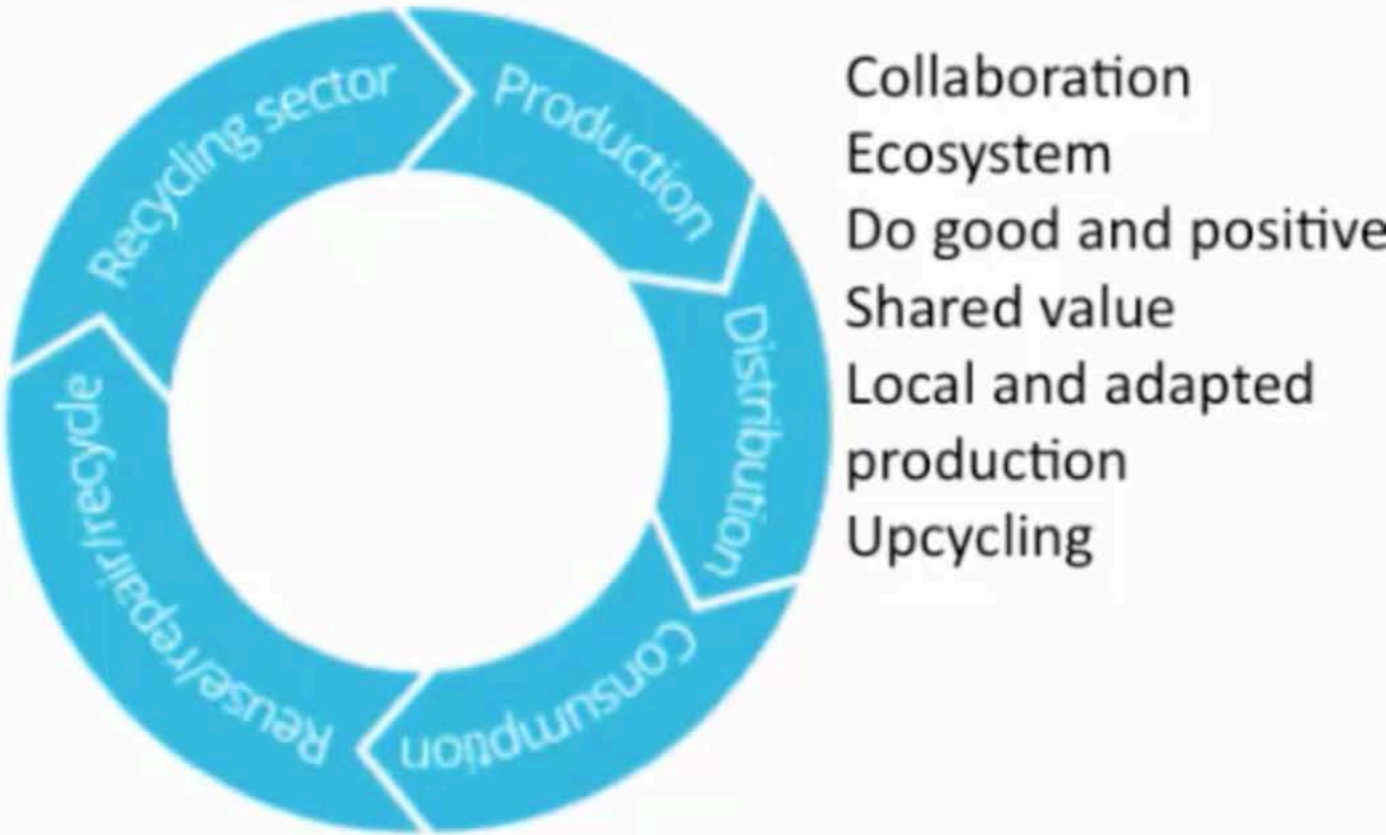 Recycling sector
Production
Distribution
Consumption
Reuse/repair/recycle
Collaboration
Ecosystem
Do good and positive
Shared value
Local and adapted
production
Upcycling